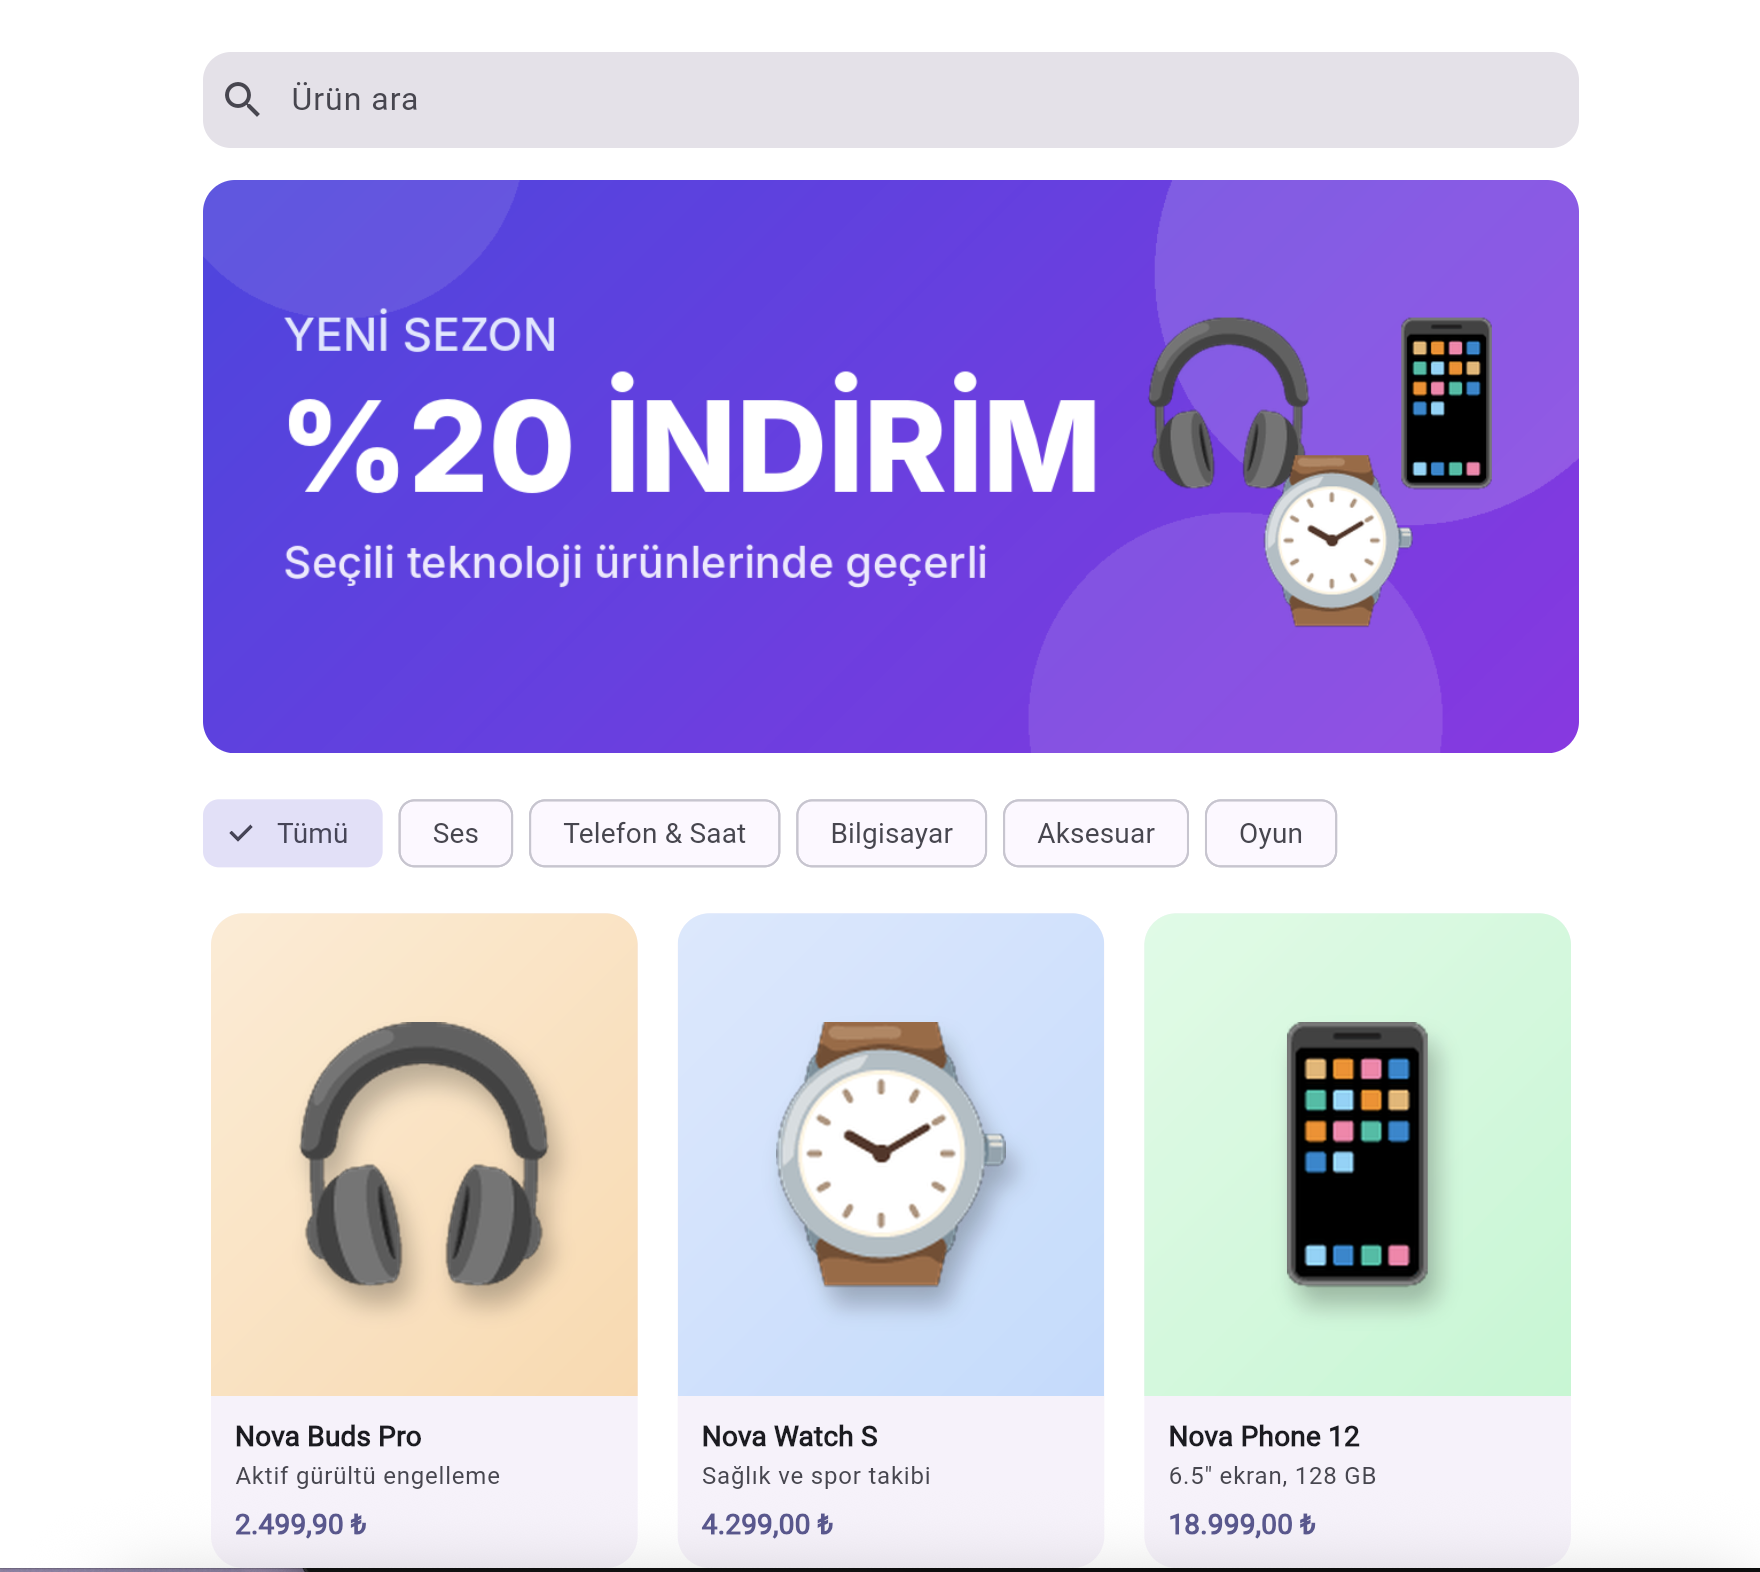 Ürün ara
YENİ SEZON
%20 İNDİRİM
Seçili teknoloji ürünlerinde geçerli
Tümü
Ses
Telefon & Saat
Bilgisayar
Aksesuar
Oyun
Nova Buds Pro
Aktif gürültü engelleme
2.499,90 ₺
Nova Watch S
Sağlık ve spor takibi
4.299,00 ₺
Nova Phone 12
6.5" ekran, 128 GB
18.999,00 ₺